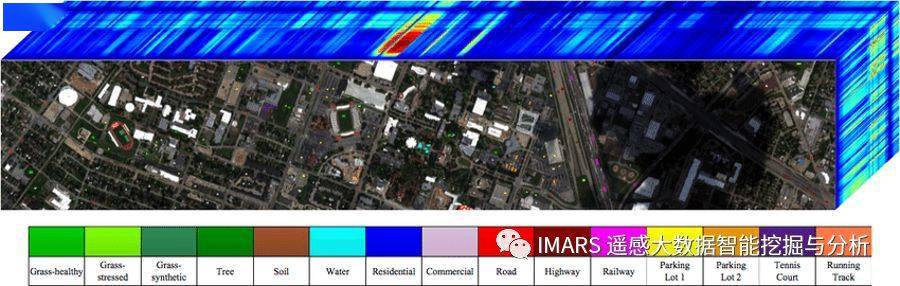 IMARS 遥感大数据智能挖掘与分析
Grass-healthy
Grass-
stressed
Grass-
synthetic
Tree
Soil
Water
Residential
Commercial
Road
Highway
Railway
Parking
Lot 1
Parking
Lot 2
Tennis
Court
Running
Track